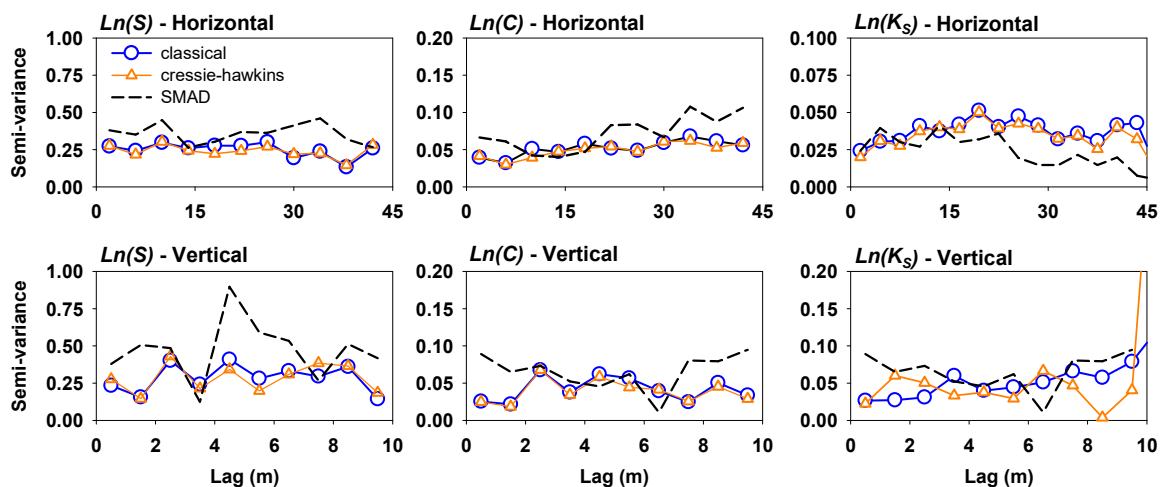 Ln(S) - Horizontal
Ln(C) - Horizontal
Ln(KS) - Horizontal
Semi-variance
1.00
0.75
0.50
0.25
0.00
classical
cressie-hawkins
SMAD
0 15 30 45
0.20
0.15
0.10
0.05
0.00
0 15 30 45
0.100
0.075
0.050
0.025
0.000
0 15 30 45
Ln(S) - Vertical
Ln(C) - Vertical
Ln(KS) - Vertical
Semi-variance
1.00
0.75
0.50
0.25
0.00
0 2 4 6 8 10
Lag (m)
0.20
0.15
0.10
0.05
0.00
0 2 4 6 8 10
Lag (m)
0.20
0.15
0.10
0.05
0.00
0 2 4 6 8 10
Lag (m)